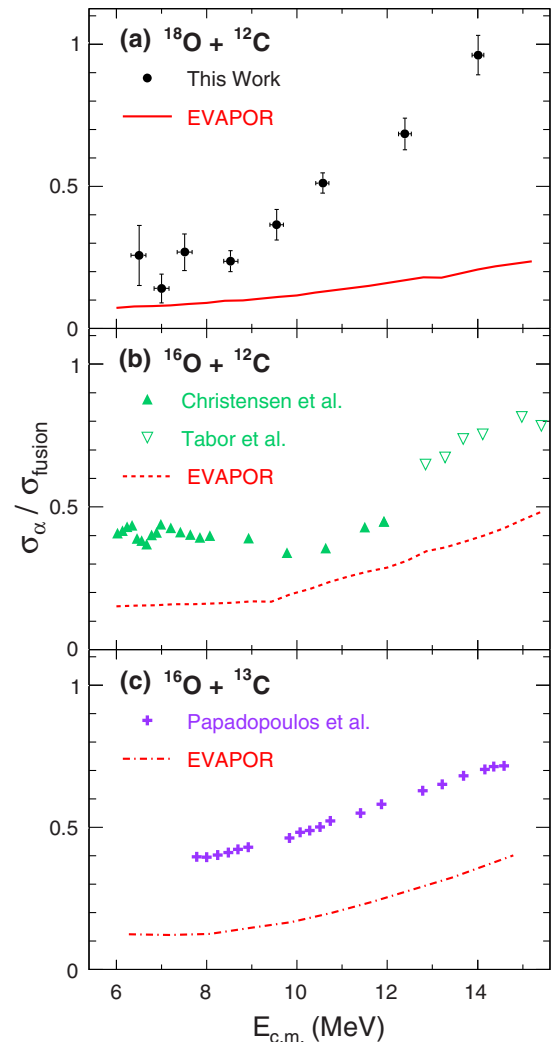 (a) ¹⁸O + ¹²C
This Work
EVAPOR
1
0.5
0
(b) ¹⁶O + ¹²C
Christensen et al.
Tabor et al.
EVAPOR
1
0.5
0
(c) ¹⁶O + ¹³C
Papadopoulos et al.
EVAPOR
1
0.5
0
σα / σfusion
6 8 10 12 14
Ec.m. (MeV)